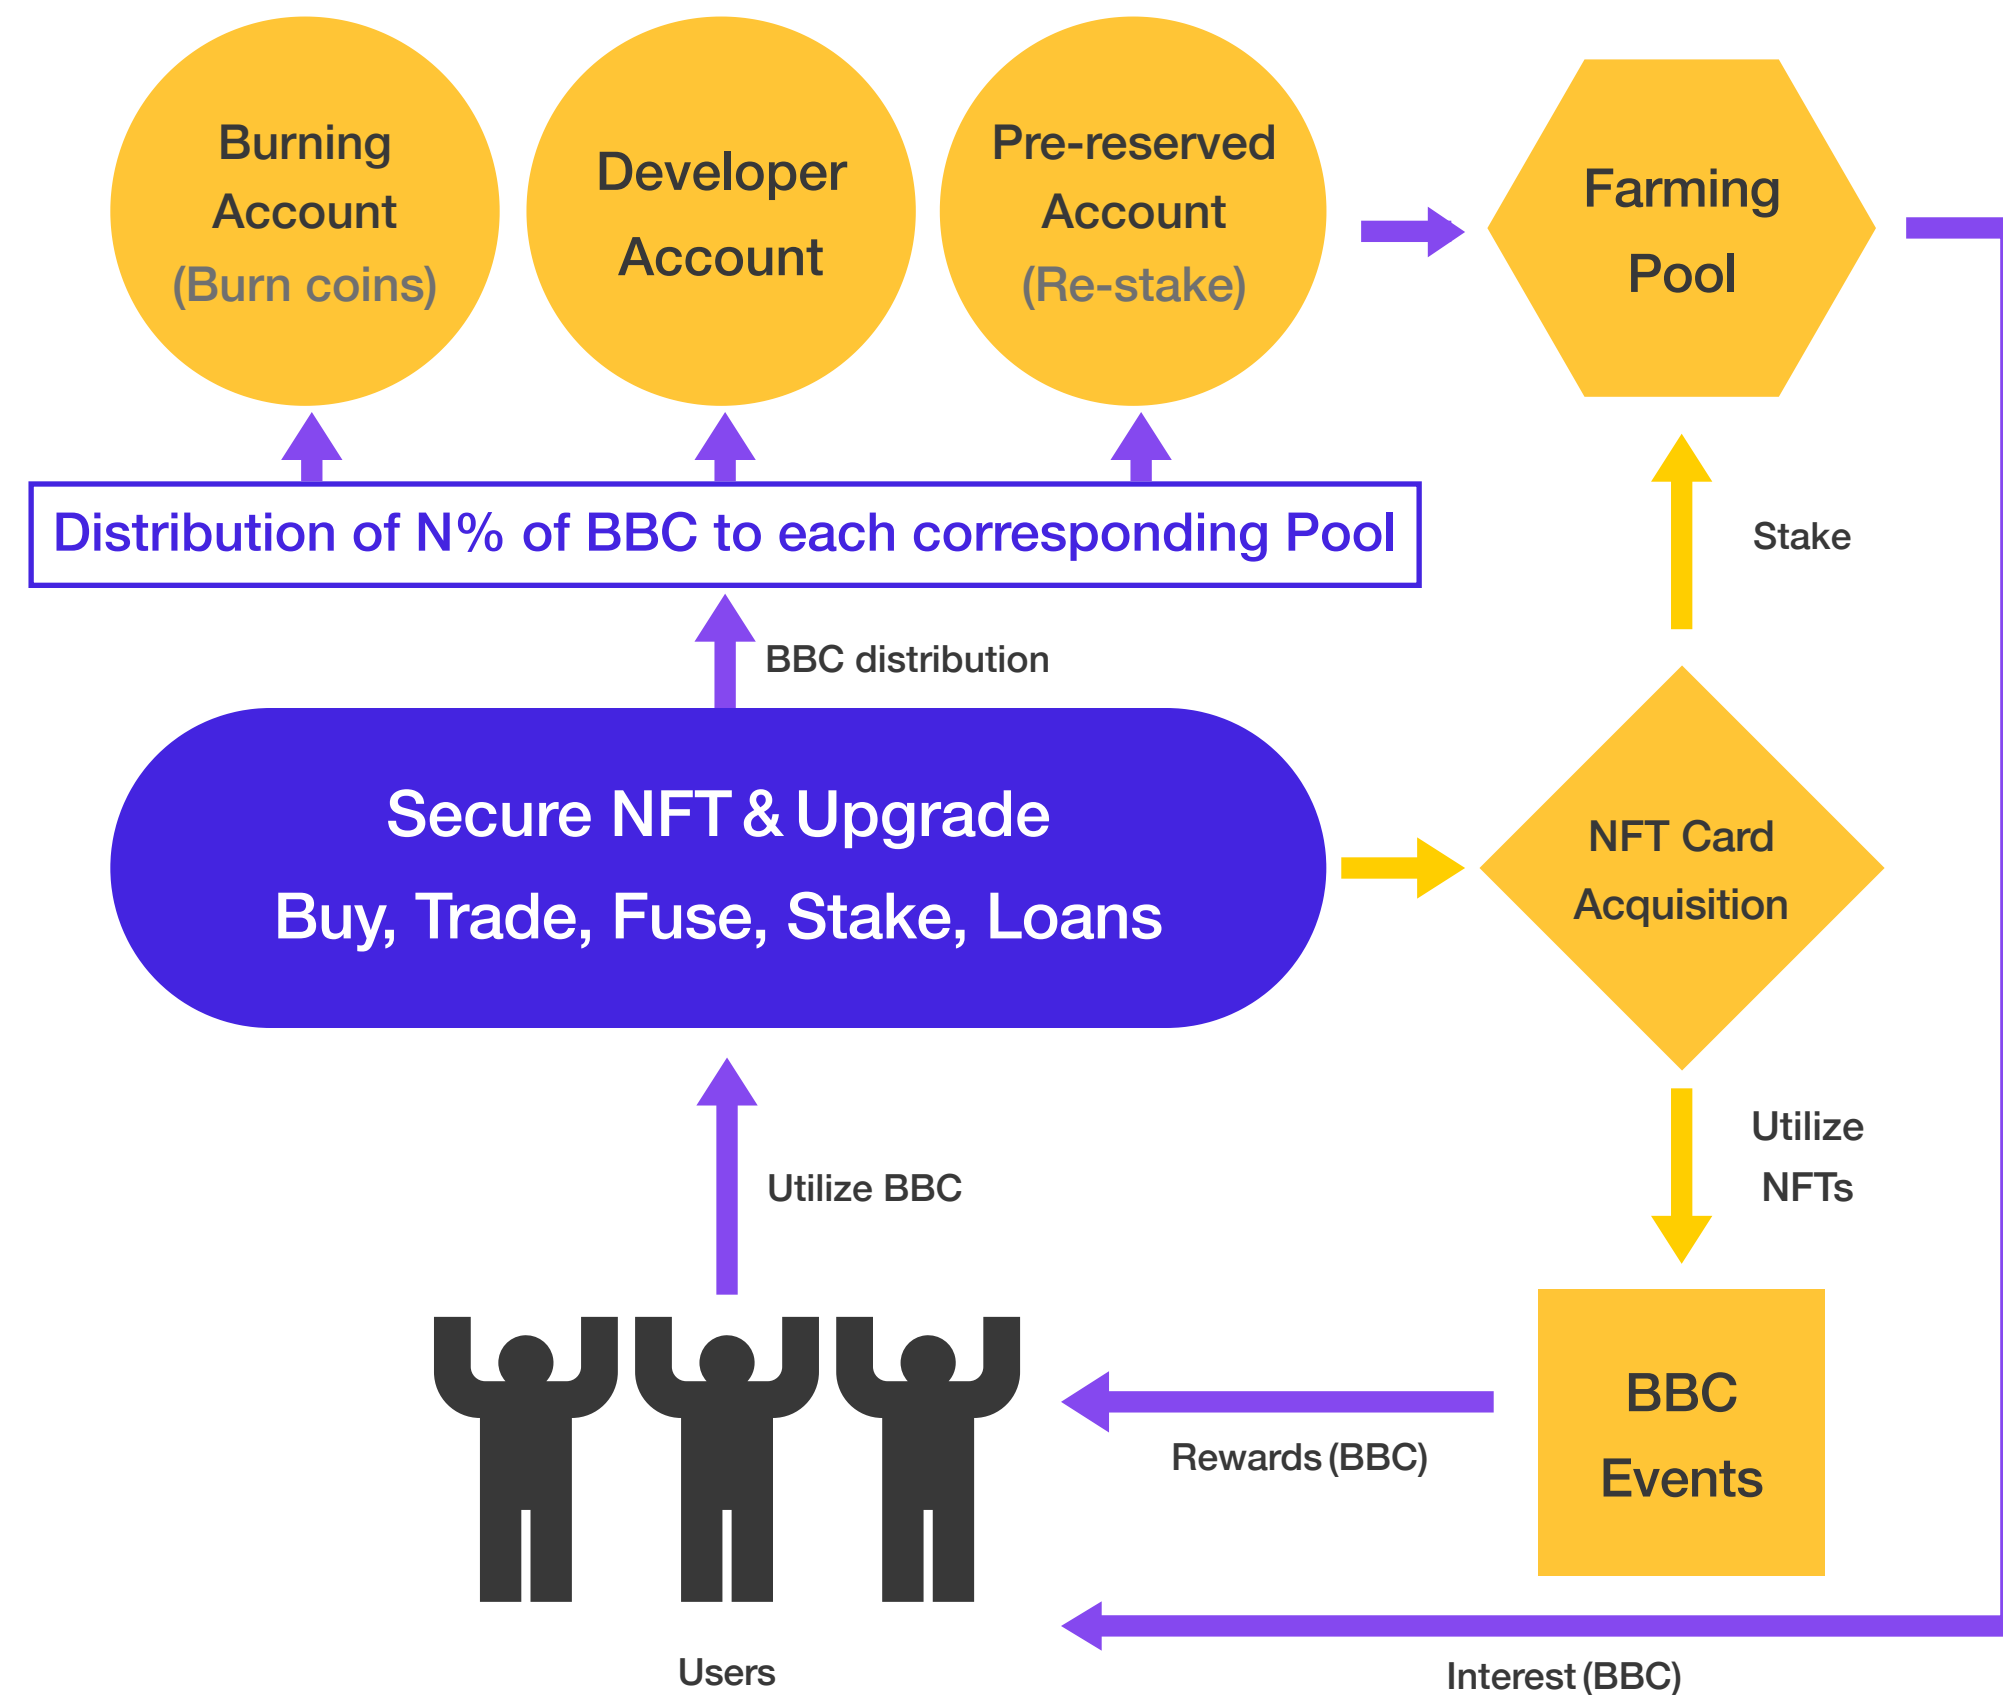 Burning
Account
(Burn coins)
Developer
Account
Pre-reserved
Account
(Re-stake)
Farming
Pool
Distribution of N% of BBC to each corresponding Pool
Stake
BBC distribution
Secure NFT & Upgrade
Buy, Trade, Fuse, Stake, Loans
NFT Card
Acquisition
Utilize BBC
Utilize
NFTs
BBC
Events
Rewards (BBC)
Users
Interest (BBC)